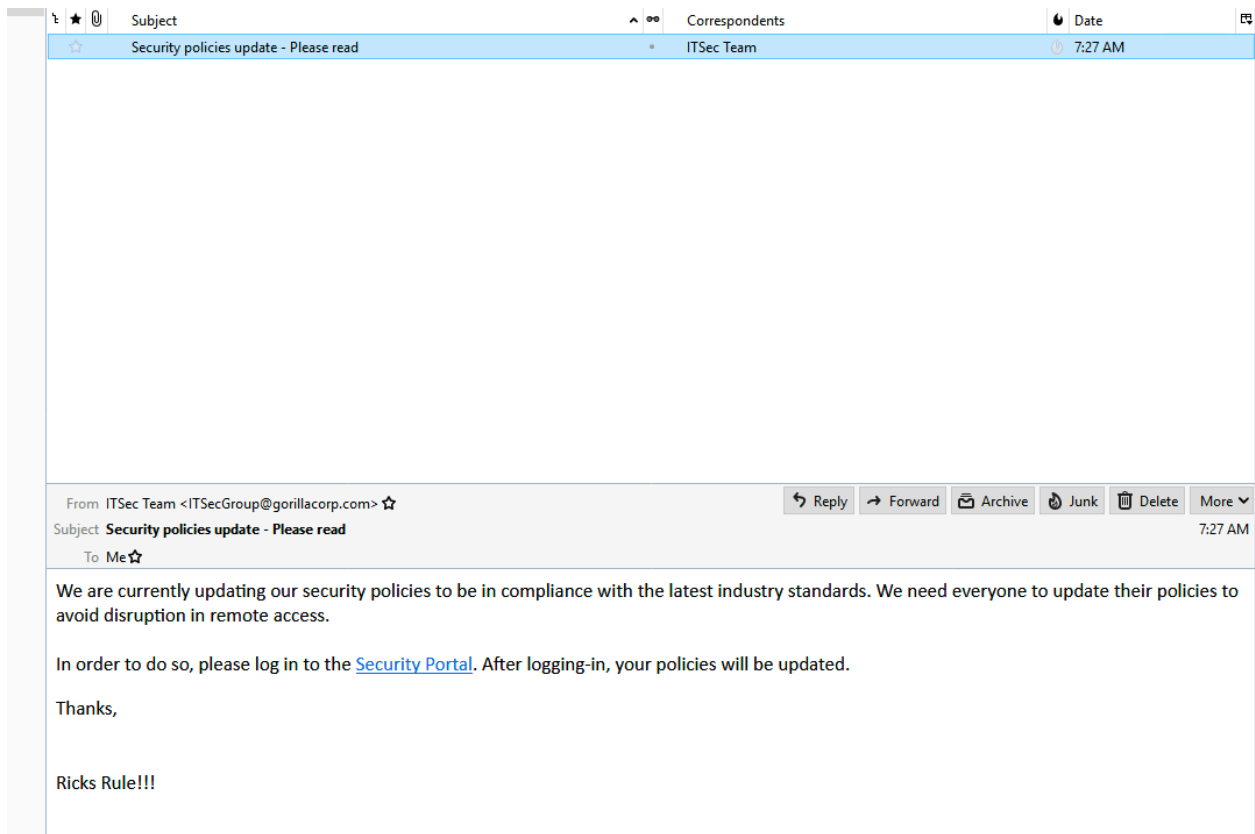 Subject Correspondents Date
Security policies update - Please read ITSec Team 7:27 AM
From ITSec Team <ITSecGroup@gorillacorp.com> Reply Forward Archive Junk Delete More
Subject Security policies update - Please read 7:27 AM
To Me
We are currently updating our security policies to be in compliance with the latest industry standards. We need everyone to update their policies to
avoid disruption in remote access.
In order to do so, please log in to the Security Portal. After logging-in, your policies will be updated.
Thanks,
Ricks Rule!!!